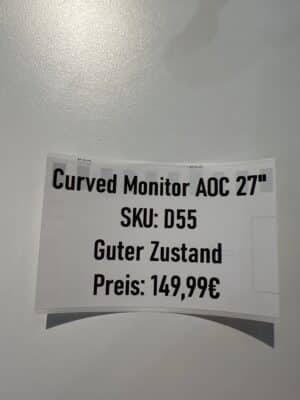 Curved Monitor AOC 27"
SKU: D55
Guter Zustand
Preis: 149,99€